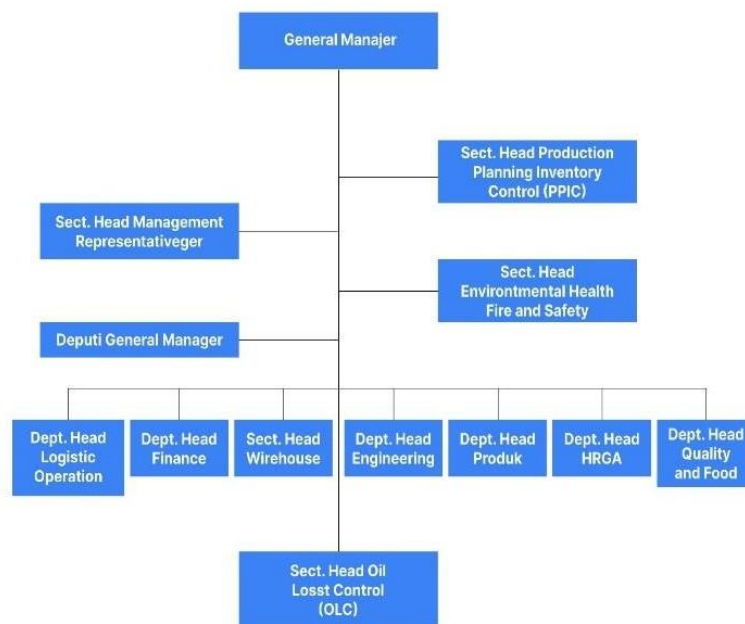 General Manajer
Sect. Head Production
Planning Inventory
Control (PPIC)
Sect. Head Management
Representativeger
Sect. Head
Environtmental Health
Fire and Safety
Deputi General Manager
Dept. Head
Logistic
Operation
Dept. Head
Finance
Sect. Head
Wirehouse
Dept. Head
Engineering
Dept. Head
Produk
Dept. Head
HRGA
Dept. Head
Quality
and Food
Sect. Head Oil
Losst Control
(OLC)